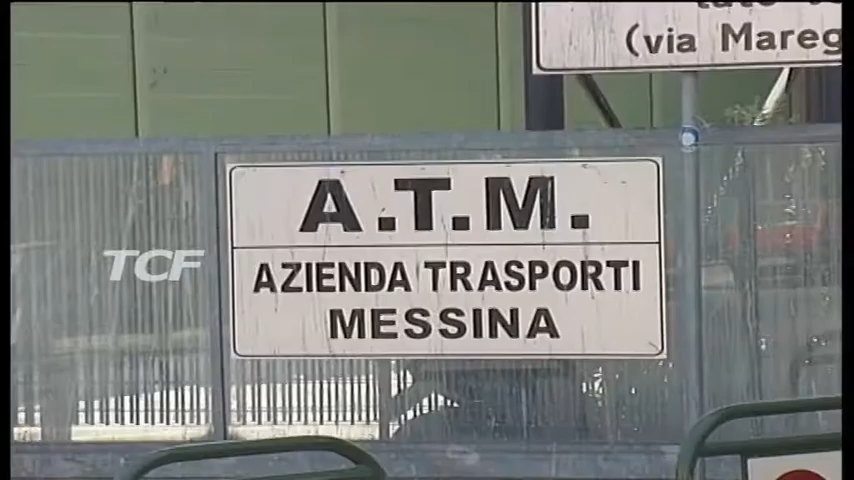 (via Mareg
A.T.M.
AZIENDA TRASPORTI
MESSINA
TCF